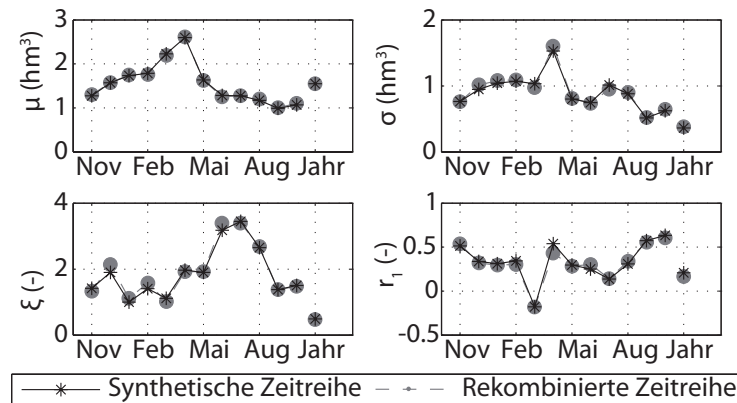 3
2
1
0
μ (hm³)
Nov Feb Mai Aug Jahr
2
1
0
σ (hm³)
Nov Feb Mai Aug Jahr
4
2
0
ξ (-)
Nov Feb Mai Aug Jahr
1
0.5
0
-0.5
r₁ (-)
Nov Feb Mai Aug Jahr
Synthetische Zeitreihe Rekombinierte Zeitreihe